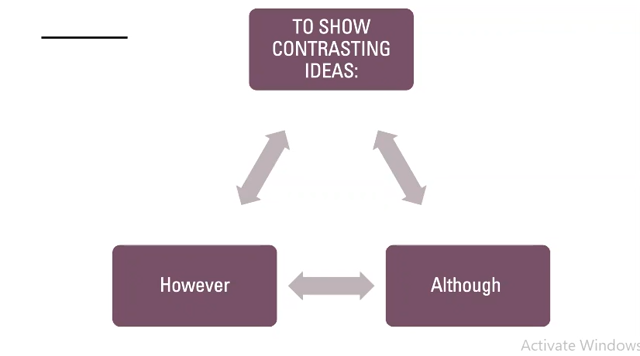 TO SHOW
CONTRASTING
IDEAS:
However
Although
Activate Windows